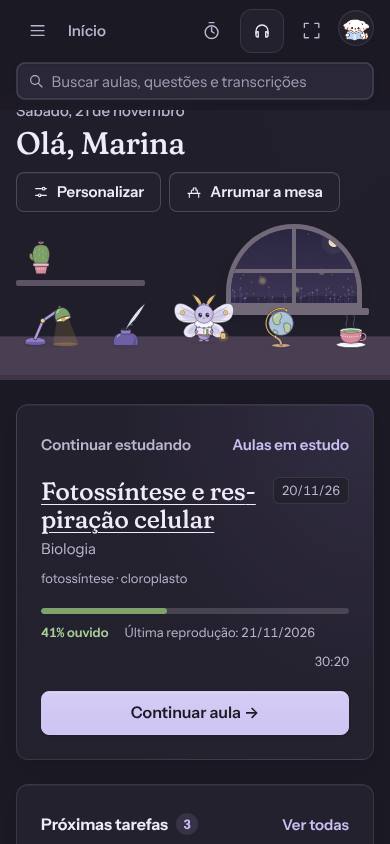 Início
Buscar aulas, questões e transcrições
Sábado, 21 de novembro
Olá, Marina
Personalizar
Arrumar a mesa
Continuar estudando
Aulas em estudo
Fotossíntese e res-
piração celular
20/11/26
Biologia
fotossíntese · cloroplasto
41% ouvido
Última reprodução: 21/11/2026
30:20
Continuar aula →
Próximas tarefas 3
Ver todas